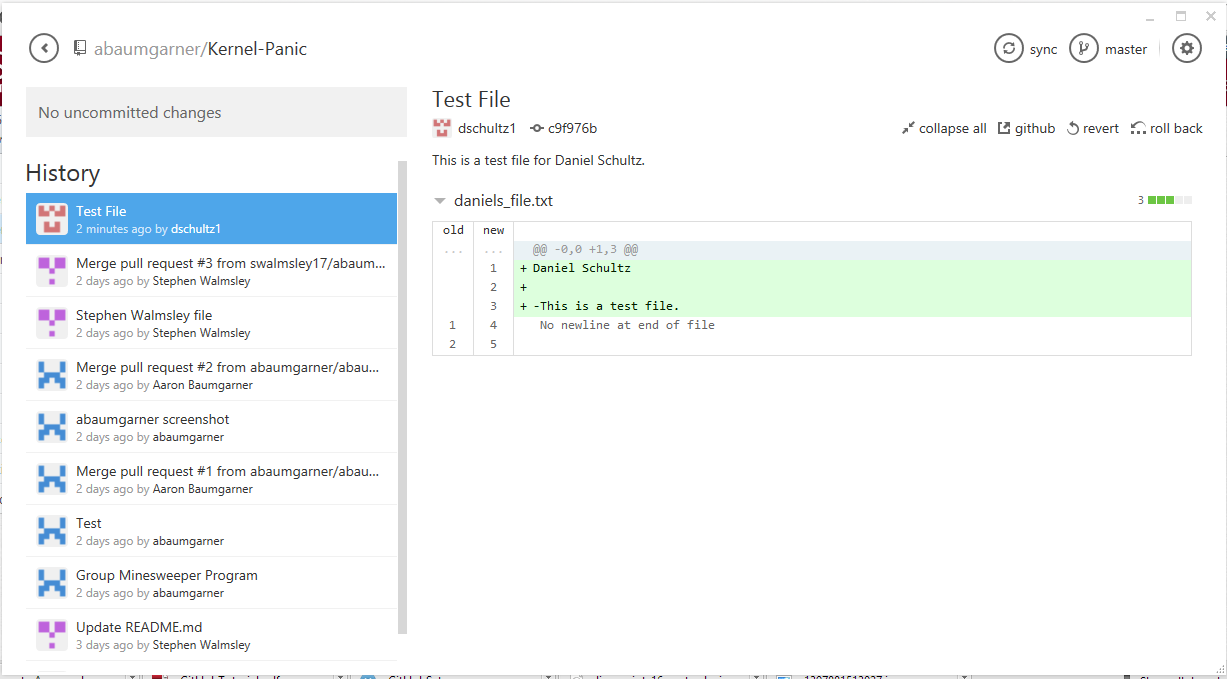 abaumgarner/Kernel-Panic
sync
master
No uncommitted changes
History
Test File
2 minutes ago by dschultz1
Merge pull request #3 from swalmsley17/abaum...
2 days ago by Stephen Walmsley
Stephen Walmsley file
2 days ago by Stephen Walmsley
Merge pull request #2 from abaumgarner/abau...
2 days ago by Aaron Baumgarner
abaumgarner screenshot
2 days ago by abaumgarner
Merge pull request #1 from abaumgarner/abau...
2 days ago by Aaron Baumgarner
Test
2 days ago by abaumgarner
Group Minesweeper Program
2 days ago by abaumgarner
Update README.md
3 days ago by Stephen Walmsley
Test File
dschultz1 c9f976b
collapse all github revert roll back
This is a test file for Daniel Schultz.
daniels_file.txt 3
old new
... ... @@ -0,0 +1,3 @@
1 + Daniel Schultz
2 +
3 + -This is a test file.
1 4 No newline at end of file
2 5